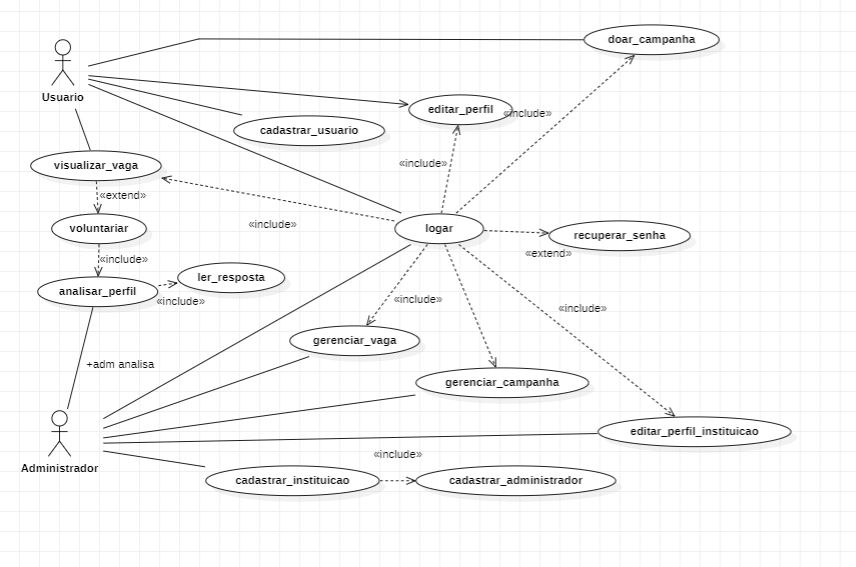 doar_campanha
Usuario
editar_perfil
«include»
cadastrar_usuario
visualizar_vaga
«include»
«extend»
«include»
voluntariar
logar
recuperar_senha
«extend»
«include»
ler_resposta
analisar_perfil
«include»
«include»
«include»
gerenciar_vaga
+adm analisa
gerenciar_campanha
editar_perfil_instituicao
Administrador
«include»
cadastrar_instituicao
cadastrar_administrador